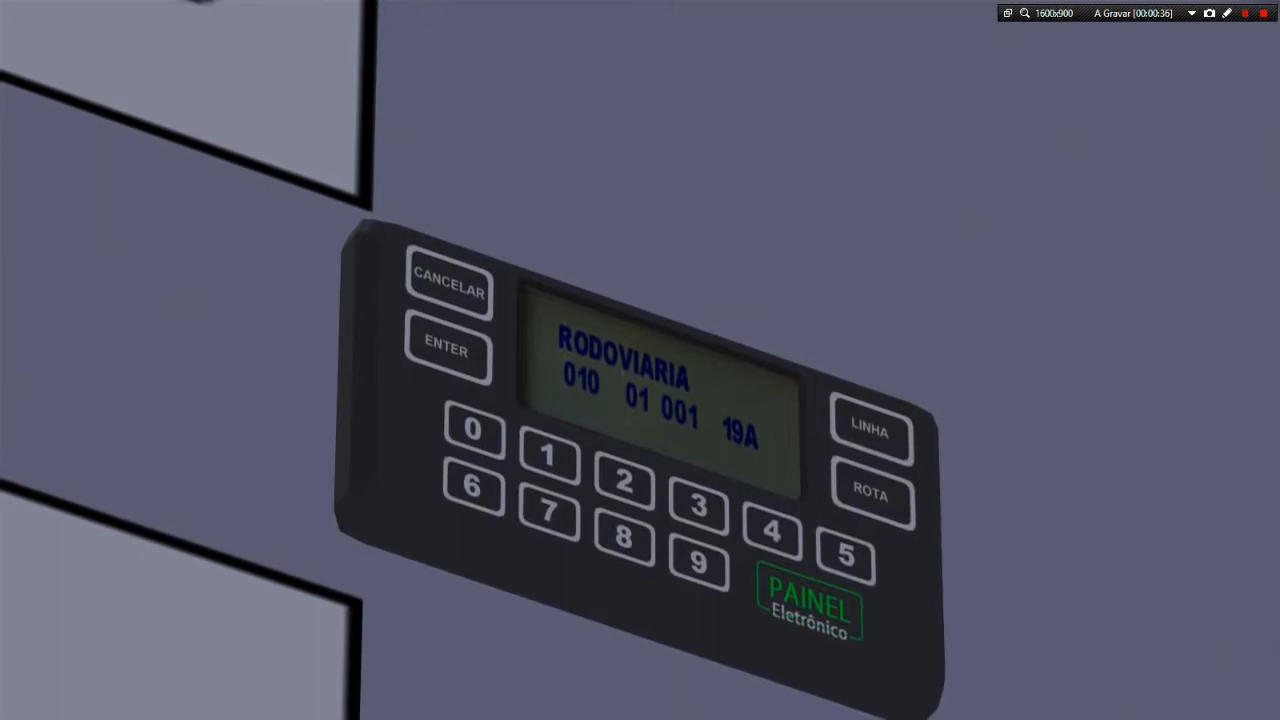 1600x900 A Gravar [00:00:36]
CANCELAR
ENTER
RODOVIARIA
010 01 001 19A
LINHA
ROTA
0 1 2 3 4 5
6 7 8 9
PAINEL
Eletrônico